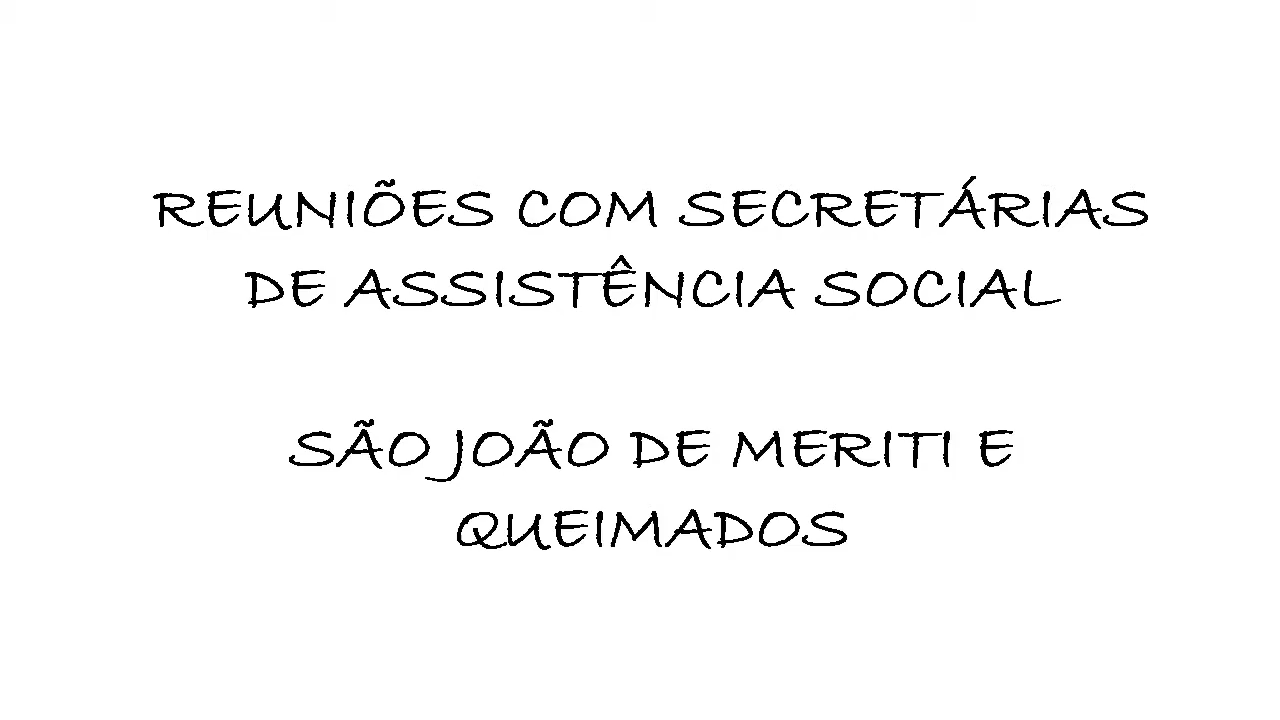 REUNIÕES COM SECRETÁRIAS
DE ASSISTÊNCIA SOCIAL
SÃO JOÃO DE MERITI E
QUEIMADOS